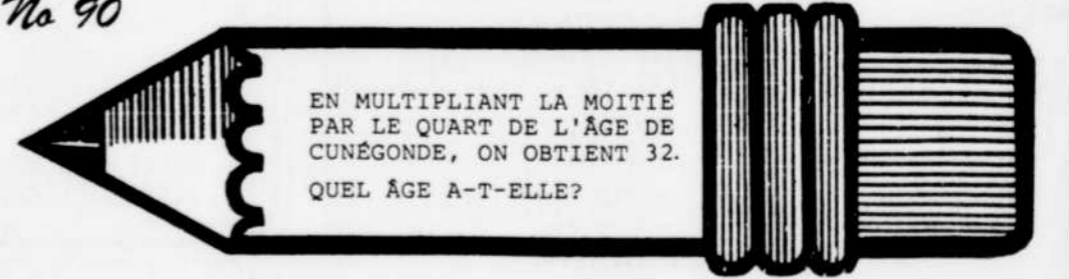 No 90
EN MULTIPLIANT LA MOITIÉ
PAR LE QUART DE L'ÂGE DE
CUNÉGONDE, ON OBTIENT 32.
QUEL ÂGE A-T-ELLE?